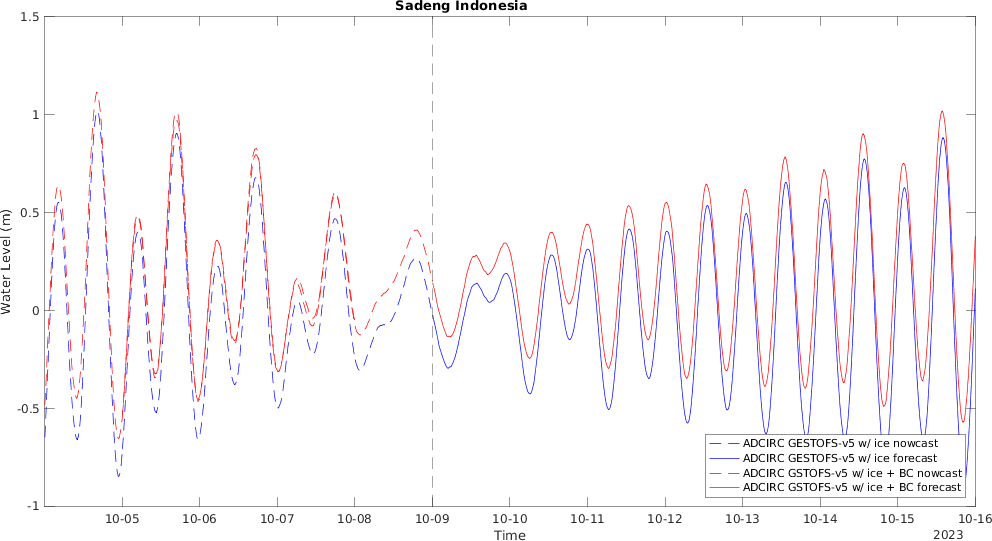 Sadeng Indonesia
1.5
1
0.5
0
-0.5
-1
Water Level (m)
10-05 10-06 10-07 10-08 10-09 10-10 10-11 10-12 10-13 10-14 10-15 10-16
Time
2023
ADCIRC GESTOFS-v5 w/ ice nowcast
ADCIRC GESTOFS-v5 w/ ice forecast
ADCIRC GSTOFS-v5 w/ ice + BC nowcast
ADCIRC GSTOFS-v5 w/ ice + BC forecast